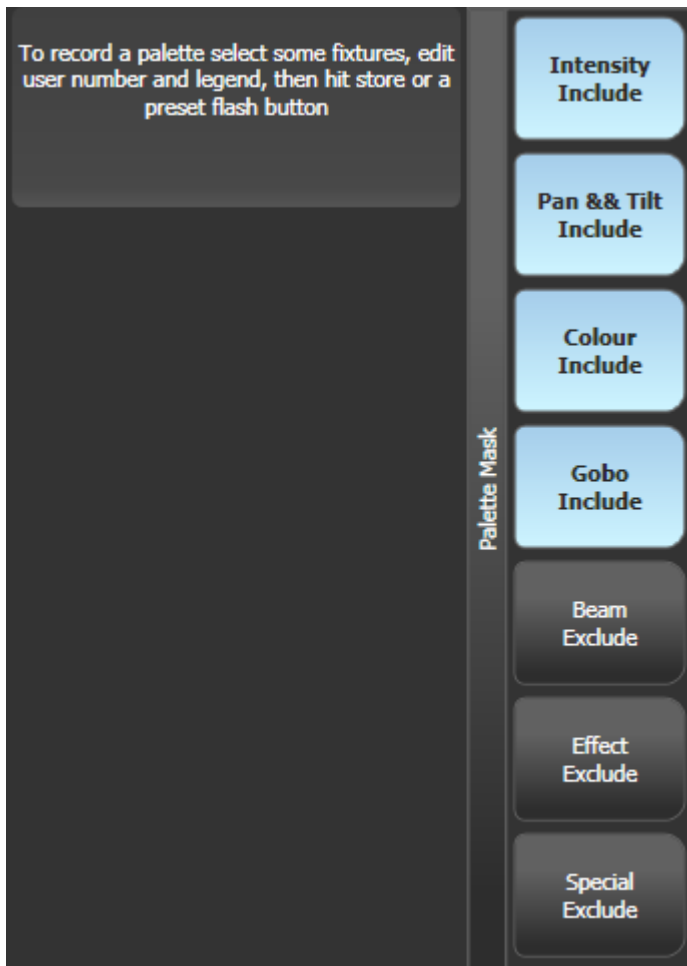 To record a palette select some fixtures, edit
user number and legend, then hit store or a
preset flash button
Palette Mask
Intensity
Include
Pan && Tilt
Include
Colour
Include
Gobo
Include
Beam
Exclude
Effect
Exclude
Special
Exclude